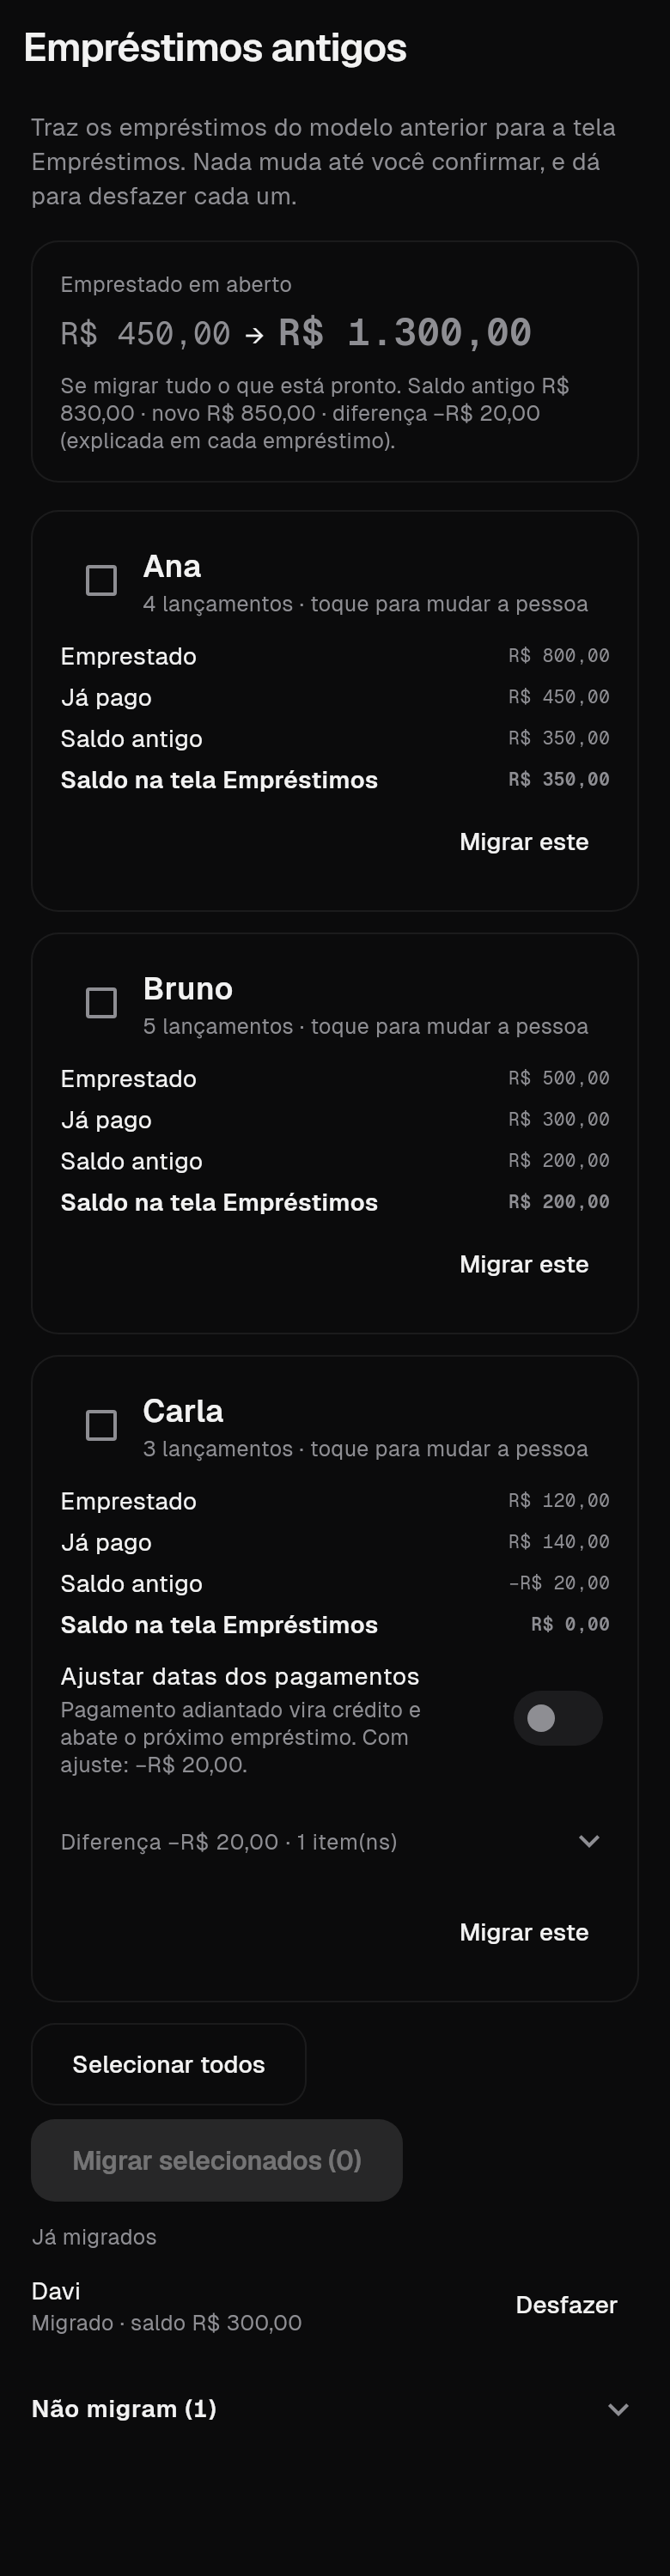 Empréstimos antigos
Traz os empréstimos do modelo anterior para a tela
Empréstimos. Nada muda até você confirmar, e dá
para desfazer cada um.
Emprestado em aberto
R$ 450,00 → R$ 1.300,00
Se migrar tudo o que está pronto. Saldo antigo R$
830,00 · novo R$ 850,00 · diferença −R$ 20,00
(explicada em cada empréstimo).
Ana
4 lançamentos · toque para mudar a pessoa
Emprestado R$ 800,00
Já pago R$ 450,00
Saldo antigo R$ 350,00
Saldo na tela Empréstimos R$ 350,00
Migrar este
Bruno
5 lançamentos · toque para mudar a pessoa
Emprestado R$ 500,00
Já pago R$ 300,00
Saldo antigo R$ 200,00
Saldo na tela Empréstimos R$ 200,00
Migrar este
Carla
3 lançamentos · toque para mudar a pessoa
Emprestado R$ 120,00
Já pago R$ 140,00
Saldo antigo −R$ 20,00
Saldo na tela Empréstimos R$ 0,00
Ajustar datas dos pagamentos
Pagamento adiantado vira crédito e
abate o próximo empréstimo. Com
ajuste: −R$ 20,00.
Diferença −R$ 20,00 · 1 item(ns)
Migrar este
Selecionar todos
Migrar selecionados (0)
Já migrados
Davi
Migrado · saldo R$ 300,00
Desfazer
Não migram (1)